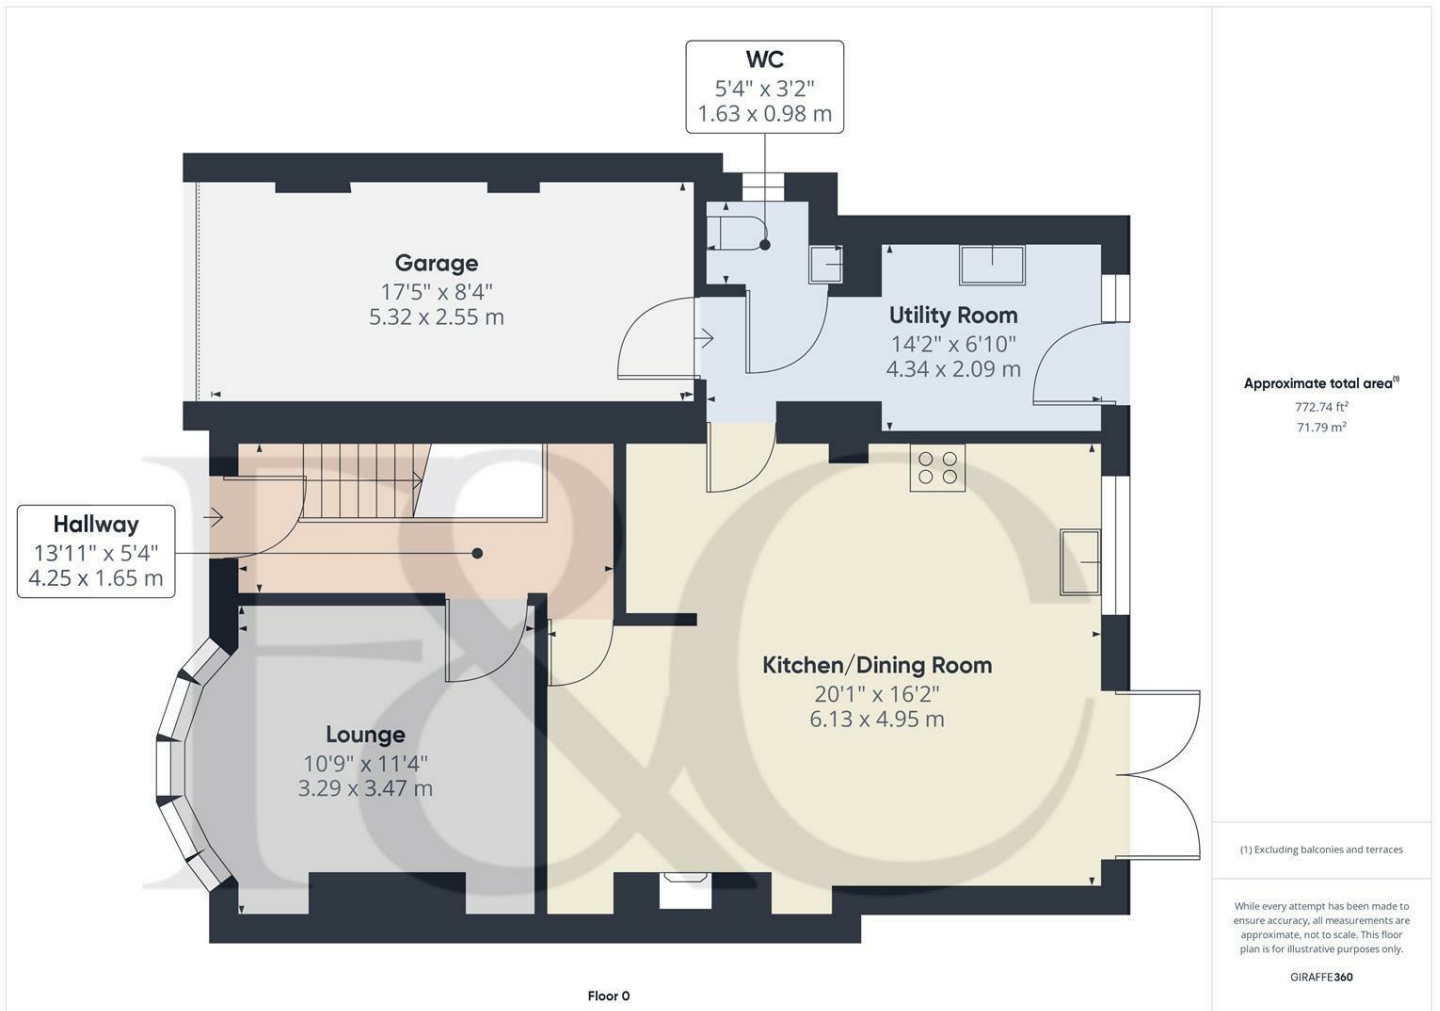 WC
5'4" x 3'2"
1.63 x 0.98 m
Garage
17'5" x 8'4"
5.32 x 2.55 m
Utility Room
14'2" x 6'10"
4.34 x 2.09 m
Hallway
13'11" x 5'4"
4.25 x 1.65 m
Kitchen/Dining Room
20'1" x 16'2"
6.13 x 4.95 m
Lounge
10'9" x 11'4"
3.29 x 3.47 m
F&C
Floor 0
Approximate total area(1)
772.74 ft²
71.79 m²
(1) Excluding balconies and terraces
While every attempt has been made to
ensure accuracy, all measurements are
approximate, not to scale. This floor
plan is for illustrative purposes only.
GIRAFFE360